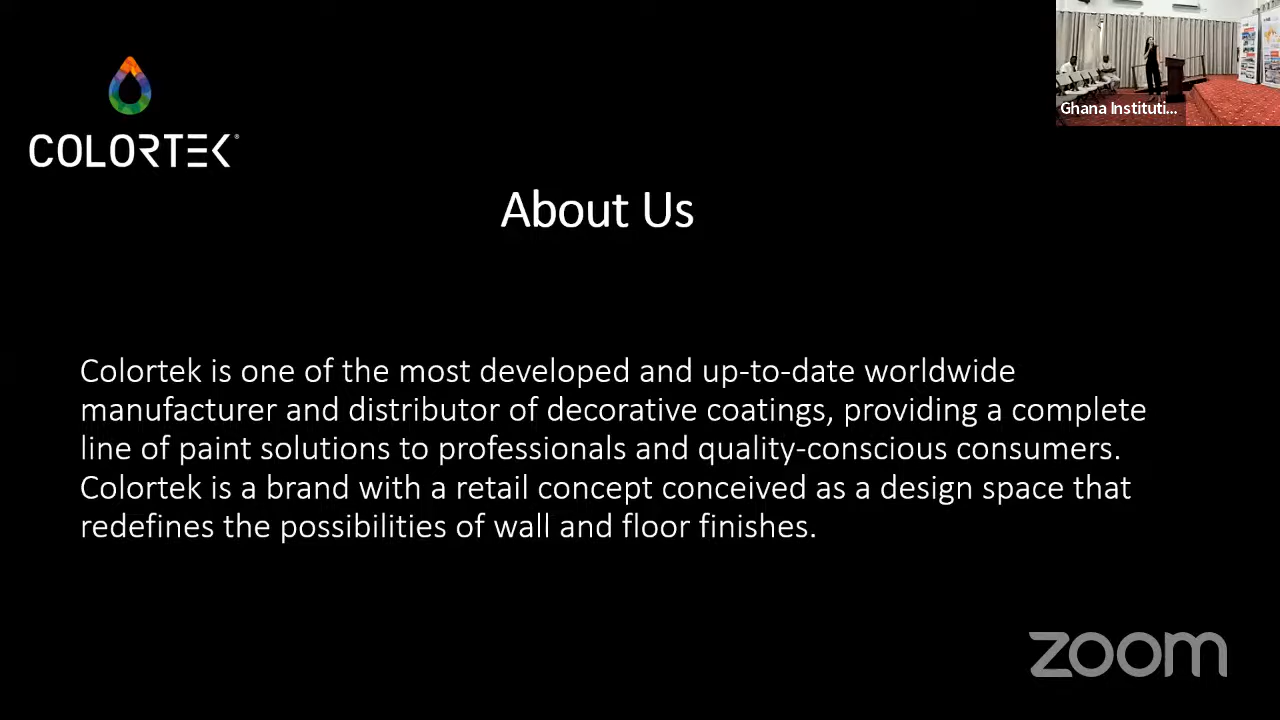 COLORTEK®
Ghana Instituti...
About Us
Colortek is one of the most developed and up-to-date worldwide
manufacturer and distributor of decorative coatings, providing a complete
line of paint solutions to professionals and quality-conscious consumers.
Colortek is a brand with a retail concept conceived as a design space that
redefines the possibilities of wall and floor finishes.
zoom